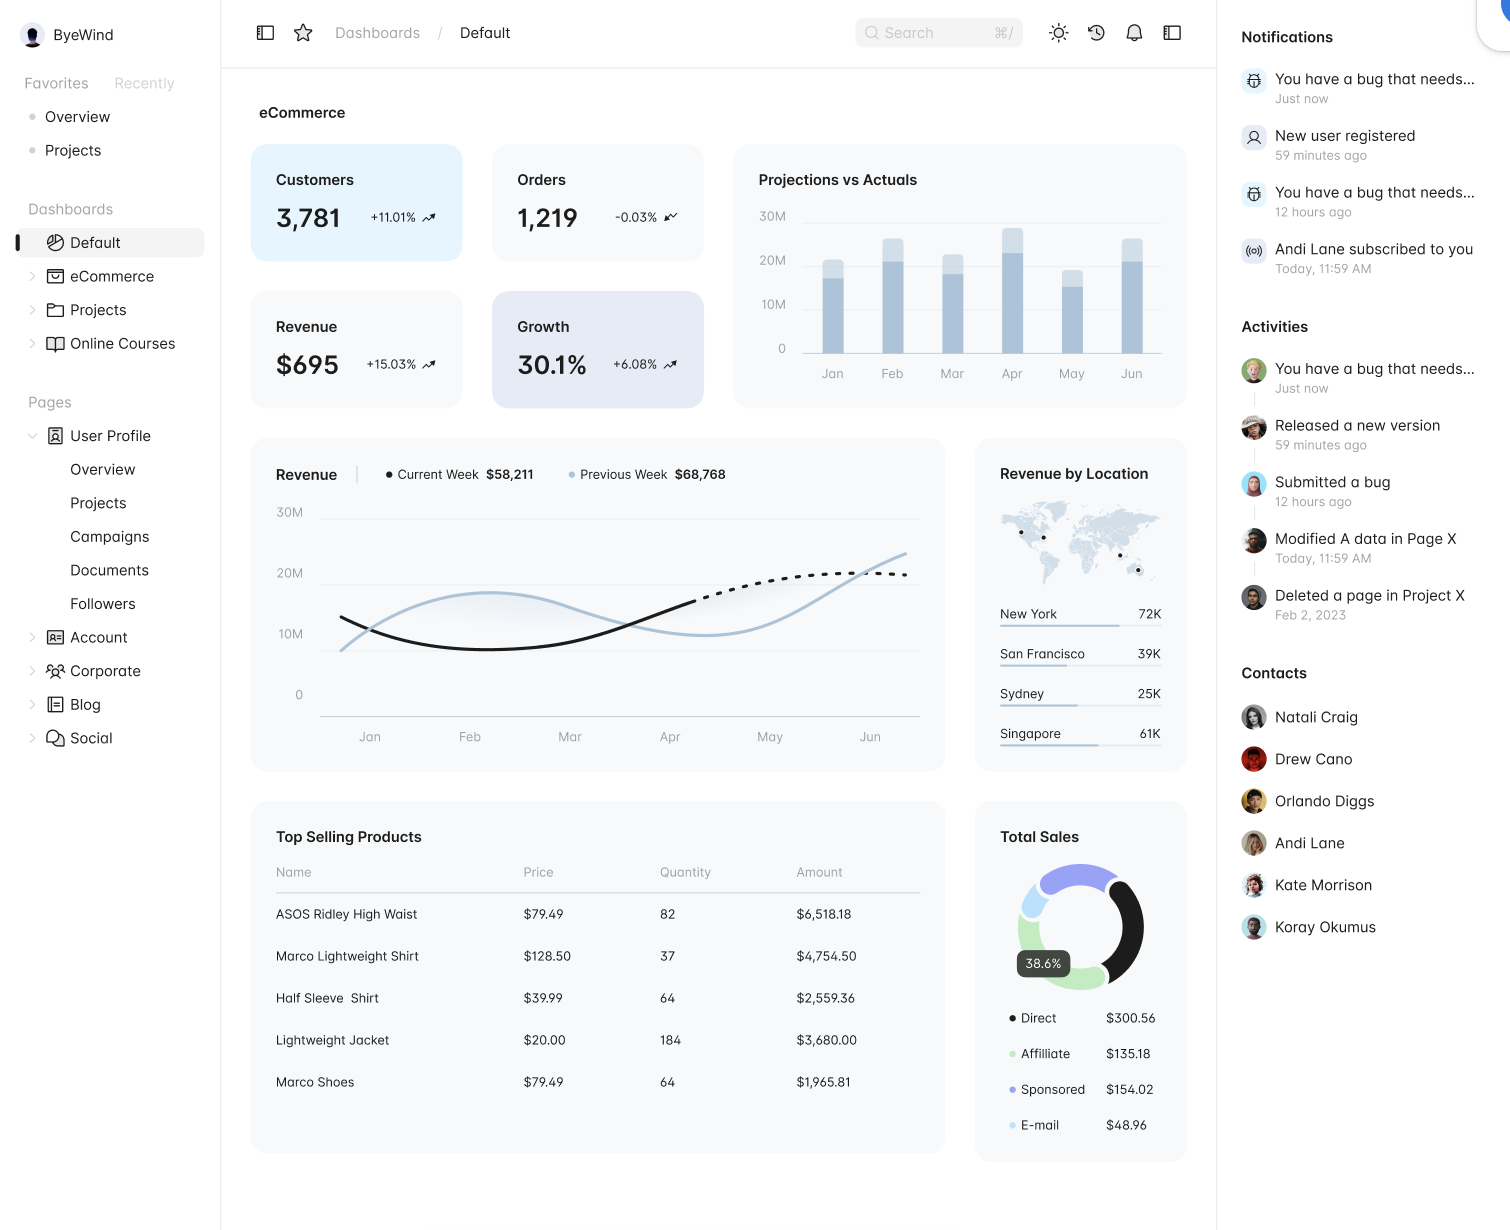 ByeWind
Favorites Recently
Overview
Projects
Dashboards
Default
eCommerce
Projects
Online Courses
Pages
User Profile
Overview
Projects
Campaigns
Documents
Followers
Account
Corporate
Blog
Social
Dashboards / Default
Search ⌘/
eCommerce
Customers
3,781 +11.01%
Orders
1,219 -0.03%
Revenue
$695 +15.03%
Growth
30.1% +6.08%
Projections vs Actuals
30M
20M
10M
0
Jan Feb Mar Apr May Jun
Revenue Current Week $58,211 Previous Week $68,768
30M
20M
10M
0
Jan Feb Mar Apr May Jun
Revenue by Location
New York 72K
San Francisco 39K
Sydney 25K
Singapore 61K
Top Selling Products
Name Price Quantity Amount
ASOS Ridley High Waist $79.49 82 $6,518.18
Marco Lightweight Shirt $128.50 37 $4,754.50
Half Sleeve  Shirt $39.99 64 $2,559.36
Lightweight Jacket $20.00 184 $3,680.00
Marco Shoes $79.49 64 $1,965.81
Total Sales
38.6%
Direct $300.56
Affilliate $135.18
Sponsored $154.02
E-mail $48.96
Notifications
You have a bug that needs...
Just now
New user registered
59 minutes ago
You have a bug that needs...
12 hours ago
Andi Lane subscribed to you
Today, 11:59 AM
Activities
You have a bug that needs...
Just now
Released a new version
59 minutes ago
Submitted a bug
12 hours ago
Modified A data in Page X
Today, 11:59 AM
Deleted a page in Project X
Feb 2, 2023
Contacts
Natali Craig
Drew Cano
Orlando Diggs
Andi Lane
Kate Morrison
Koray Okumus